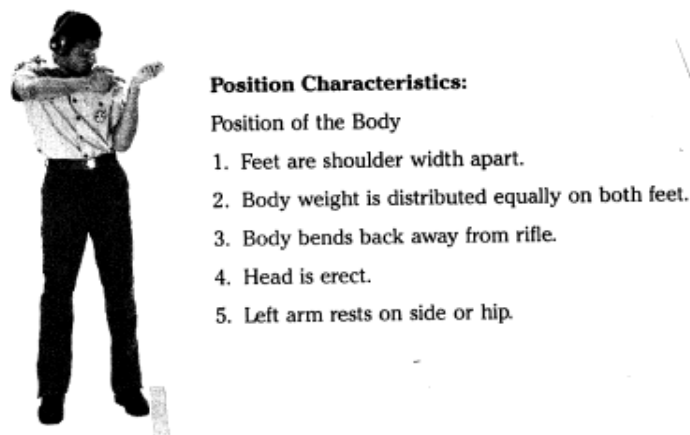 Position Characteristics:
Position of the Body
1. Feet are shoulder width apart.
2. Body weight is distributed equally on both feet.
3. Body bends back away from rifle.
4. Head is erect.
5. Left arm rests on side or hip.